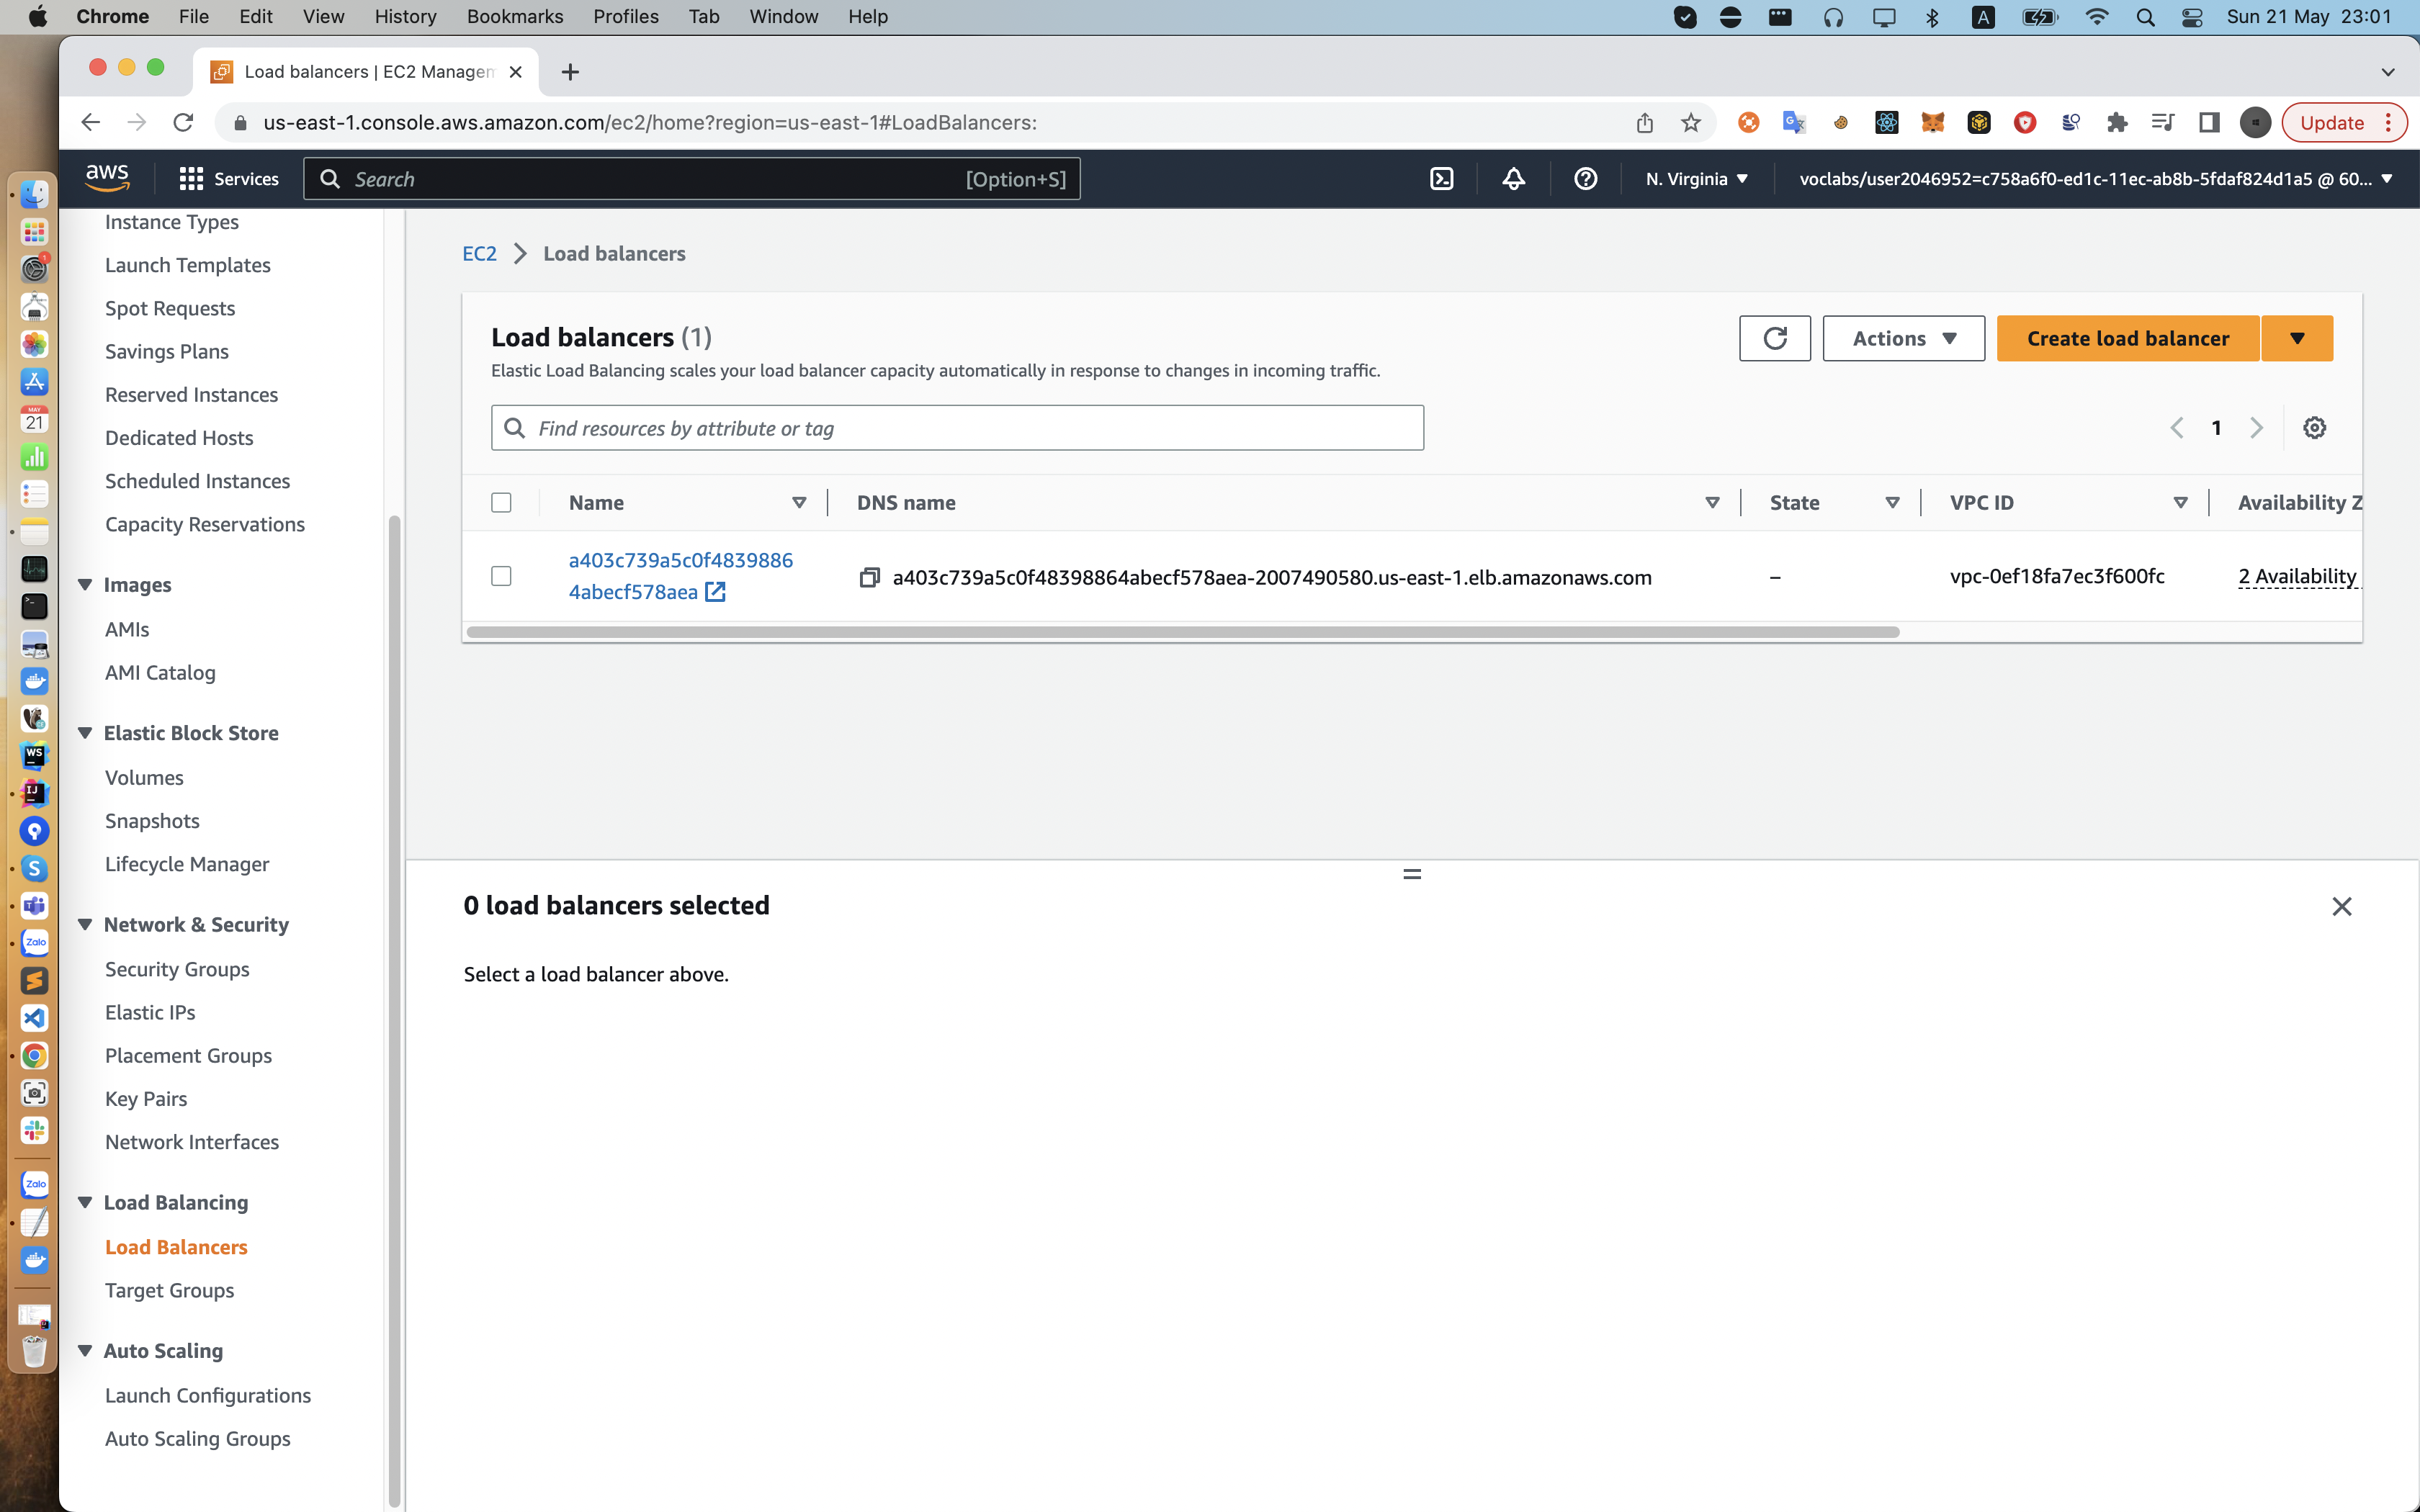 Chrome File Edit View History Bookmarks Profiles Tab Window Help A Sun 21 May 23:01
Load balancers | EC2 Managem
us-east-1.console.aws.amazon.com/ec2/home?region=us-east-1#LoadBalancers: Update
aws Services Search [Option+S] N. Virginia voclabs/user2046952=c758a6f0-ed1c-11ec-ab8b-5fdaf824d1a5 @ 60...
Instance Types
Launch Templates
Spot Requests
Savings Plans
Reserved Instances
Dedicated Hosts
Scheduled Instances
Capacity Reservations
Images
AMIs
AMI Catalog
Elastic Block Store
Volumes
Snapshots
Lifecycle Manager
Network & Security
Security Groups
Elastic IPs
Placement Groups
Key Pairs
Network Interfaces
Load Balancing
Load Balancers
Target Groups
Auto Scaling
Launch Configurations
Auto Scaling Groups
EC2 Load balancers
Load balancers (1)
Elastic Load Balancing scales your load balancer capacity automatically in response to changes in incoming traffic.
Actions
Create load balancer
Find resources by attribute or tag
1
Name DNS name State VPC ID Availability Z
a403c739a5c0f4839886
4abecf578aea
a403c739a5c0f48398864abecf578aea-2007490580.us-east-1.elb.amazonaws.com – vpc-0ef18fa7ec3f600fc 2 Availability
0 load balancers selected
Select a load balancer above.
MAY
21
WS
IJ
S
Zalo
Zalo